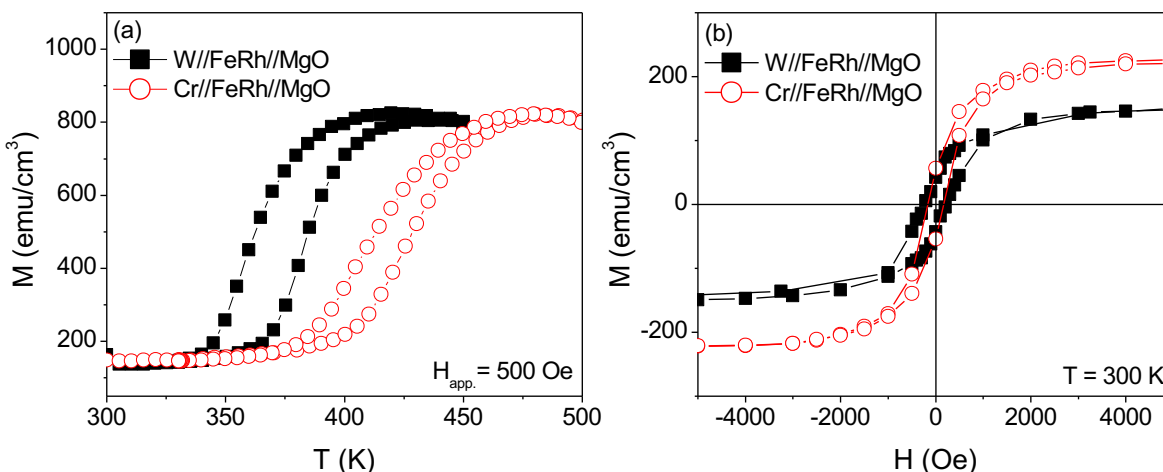 (a)
W//FeRh//MgO
Cr//FeRh//MgO
1000
800
600
400
200
M (emu/cm³)
300 350 400 450 500
T (K)
H_app. = 500 Oe
(b)
W//FeRh//MgO
Cr//FeRh//MgO
200
0
-200
M (emu/cm³)
-4000 -2000 0 2000 4000
H (Oe)
T = 300 K